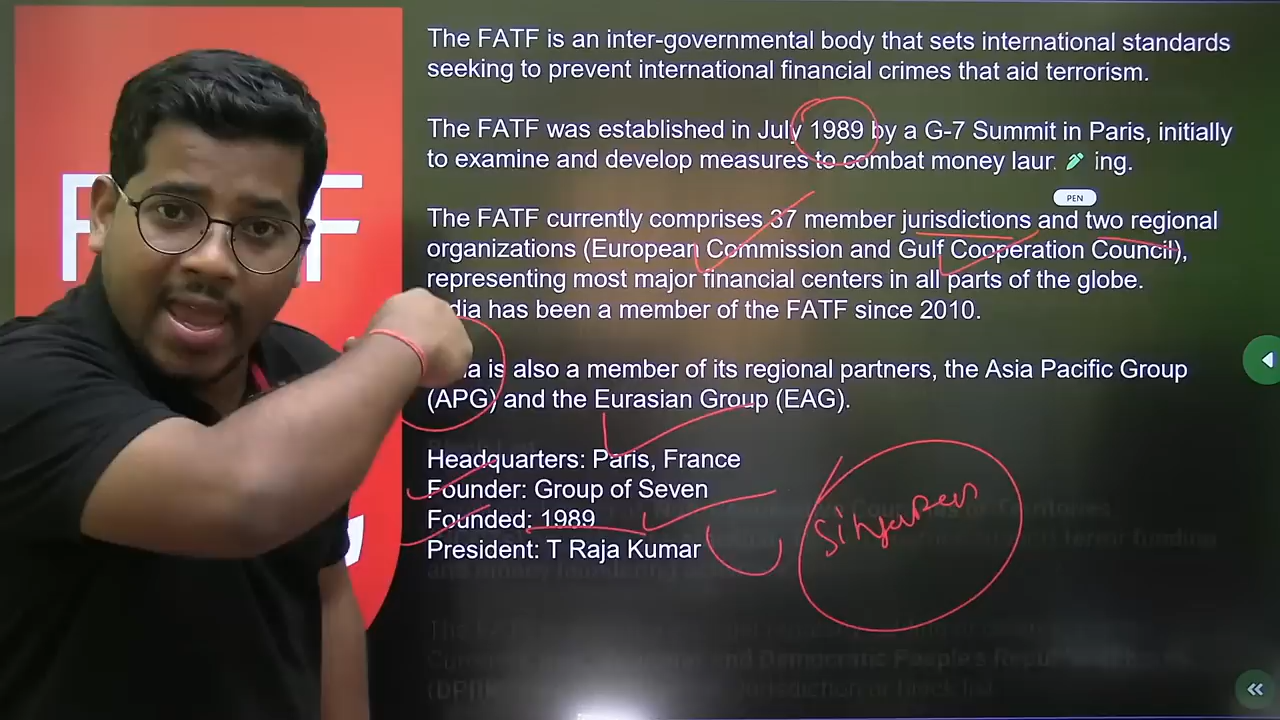 The FATF is an inter-governmental body that sets international standards
seeking to prevent international financial crimes that aid terrorism.
The FATF was established in July 1989 by a G-7 Summit in Paris, initially
to examine and develop measures to combat money laun ing.
PEN
The FATF currently comprises 37 member jurisdictions and two regional
organizations (European Commission and Gulf Cooperation Council),
representing most major financial centers in all parts of the globe.
dia has been a member of the FATF since 2010.
is also a member of its regional partners, the Asia Pacific Group
(APG) and the Eurasian Group (EAG).
Headquarters: Paris, France
Founder: Group of Seven
Founded: 1989
President: T Raja Kumar